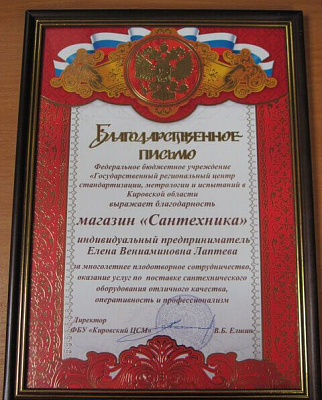 Благодарственное
письмо
Федеральное бюджетное учреждение
«Государственный региональный центр
стандартизации, метрологии и испытаний в
Кировской области
выражает благодарность
магазин «Сантехника»
индивидуальный предприниматель
Елена Вениаминовна Лаптева
за многолетнее плодотворное сотрудничество,
оказание услуг по поставке сантехнического
оборудования отличного качества,
оперативность и профессионализм
Директор
ФБУ «Кировский ЦСМ»
В.Б.